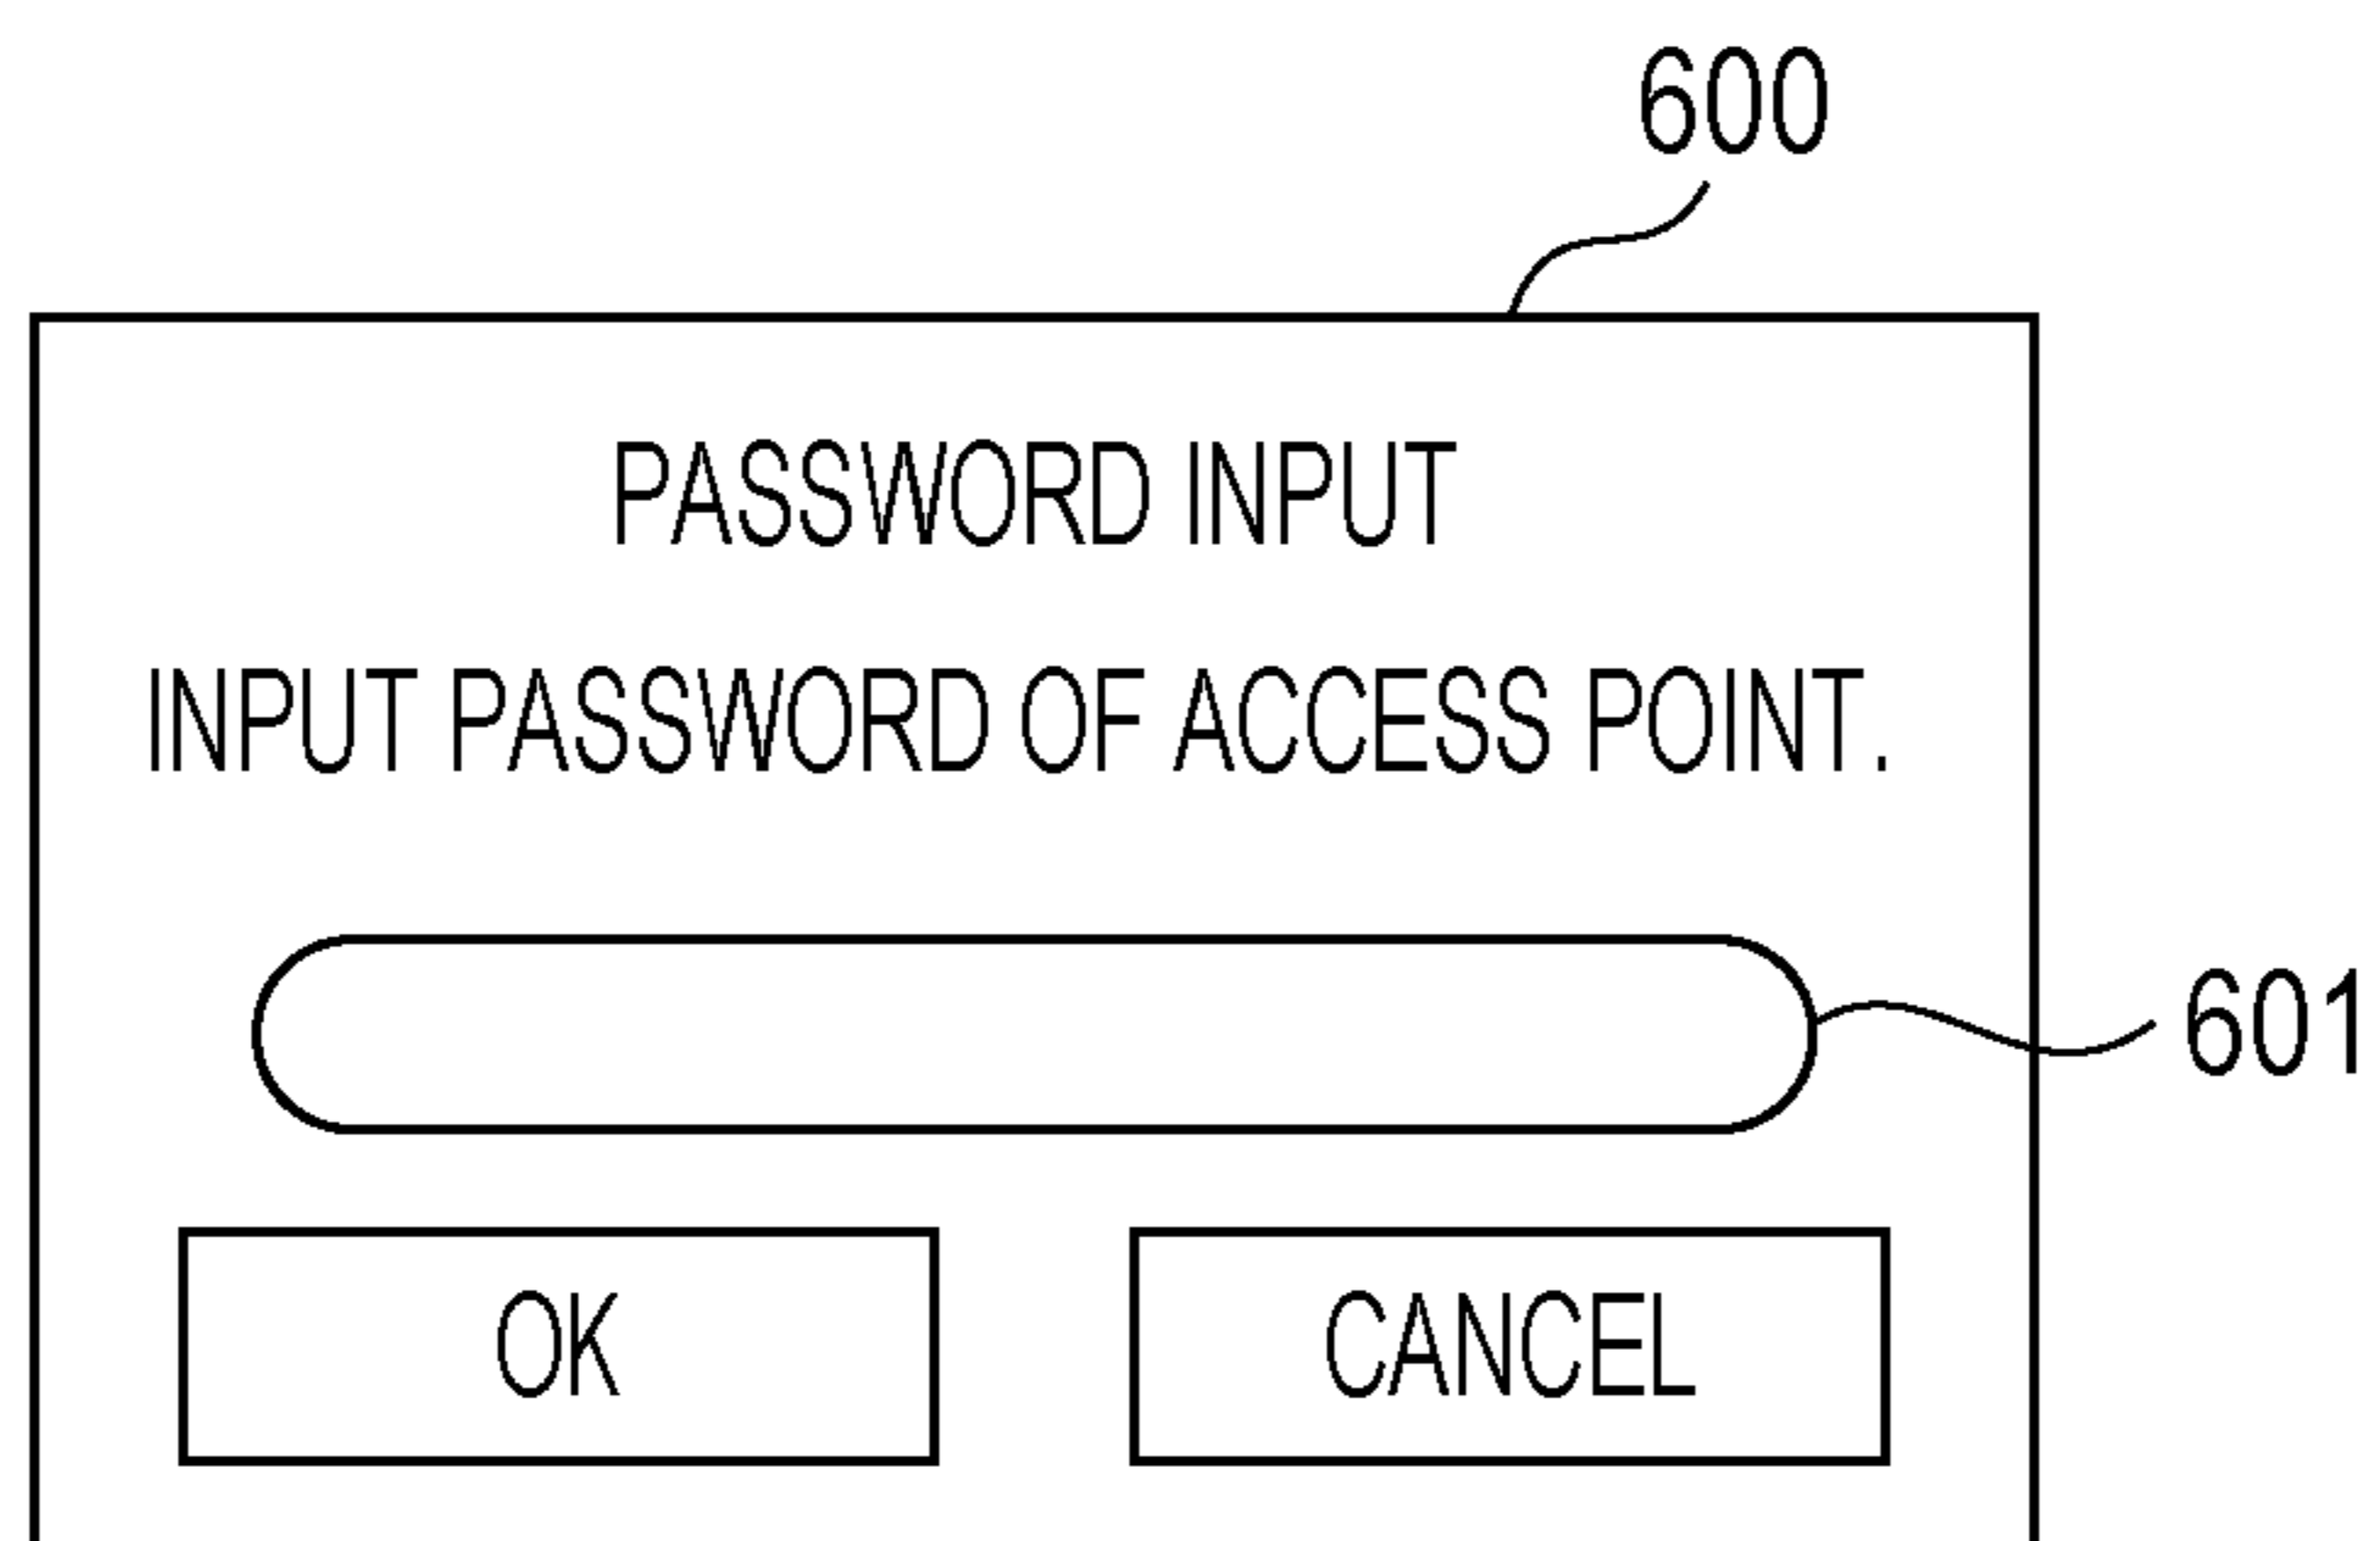 600
PASSWORD INPUT
INPUT PASSWORD OF ACCESS POINT.
601
OK
CANCEL